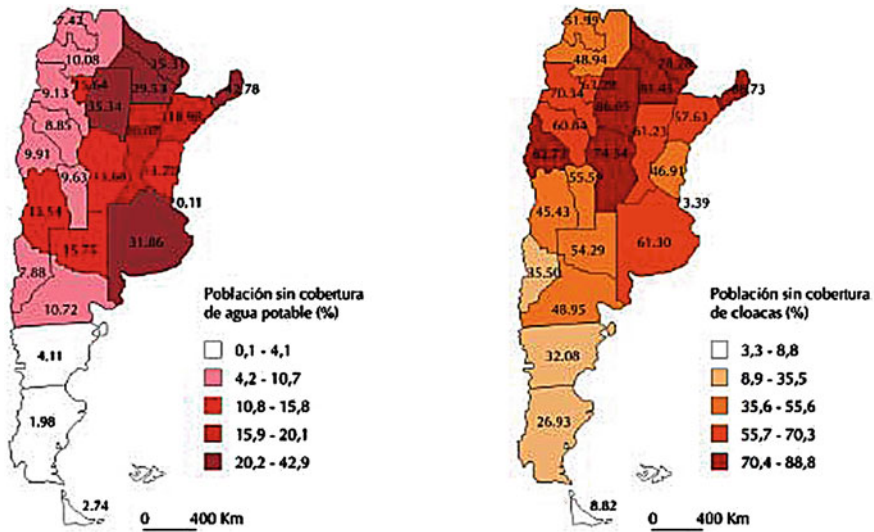 7.42
10.08
25.31
9.13
15.64
29.53
35.34
8.85
9.91
9.63
13.54
0.11
15.75
31.86
7.88
10.72
4.11
1.98
2.74
Población sin cobertura
de agua potable (%)
0,1 - 4,1
4,2 - 10,7
10,8 - 15,8
15,9 - 20,1
20,2 - 42,9
0 400 Km
51.99
48.94
70.34
86.05
60.84
57.63
61.23
74.54
46.91
55.59
3.39
45.43
61.30
54.29
35.50
48.95
32.08
26.93
8.82
Población sin cobertura
de cloacas (%)
3,3 - 8,8
8,9 - 35,5
35,6 - 55,6
55,7 - 70,3
70,4 - 88,8
0 400 Km